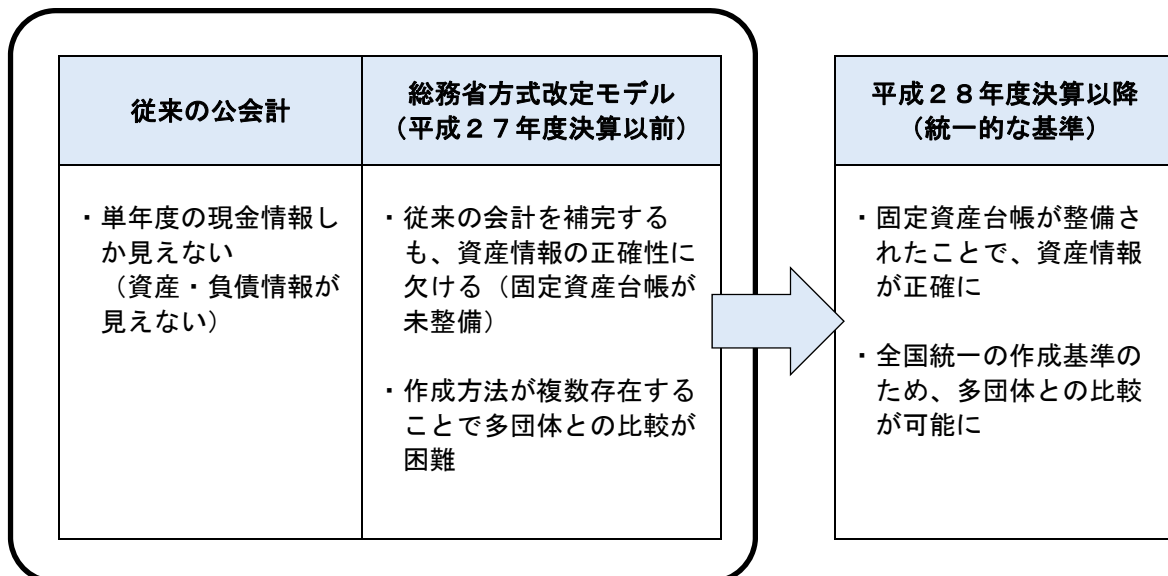 従来の公会計
・単年度の現金情報し
か見えない
（資産・負債情報が
見えない）
総務省方式改定モデル
（平成２７年度決算以前）
・従来の会計を補完する
も、資産情報の正確性に
欠ける（固定資産台帳が
未整備）
・作成方法が複数存在する
ことで多団体との比較が
困難
平成２８年度決算以降
（統一的な基準）
・固定資産台帳が整備さ
れたことで、資産情報
が正確に
・全国統一の作成基準の
ため、多団体との比較
が可能に